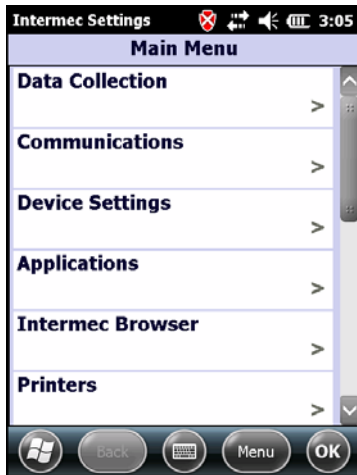 Intermec Settings 3:05
Main Menu
Data Collection
>
Communications
>
Device Settings
>
Applications
>
Intermec Browser
>
Printers
>
Back Menu OK